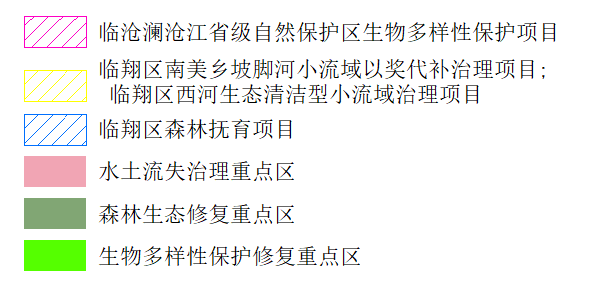 临沧澜沧江省级自然保护区生物多样性保护项目
临翔区南美乡坡脚河小流域以奖代补治理项目;
临翔区西河生态清洁型小流域治理项目
临翔区森林抚育项目
水土流失治理重点区
森林生态修复重点区
生物多样性保护修复重点区